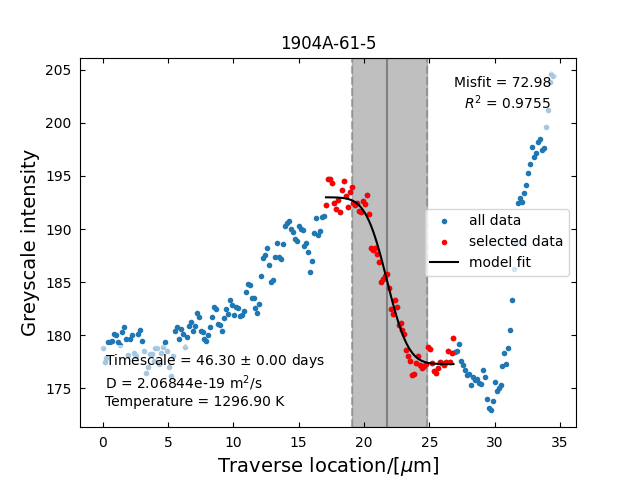 1904A-61-5
Greyscale intensity
205
200
195
190
185
180
175
Misfit = 72.98
R² = 0.9755
all data
selected data
model fit
Timescale = 46.30 ± 0.00 days
D = 2.06844e-19 m²/s
Temperature = 1296.90 K
0 5 10 15 20 25 30 35
Traverse location/[μm]